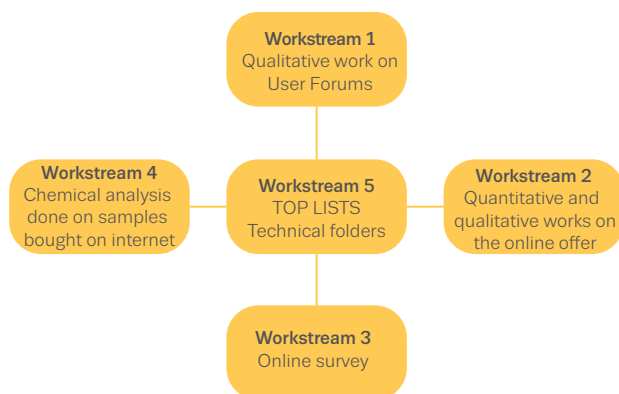 Workstream 1
Qualitative work on
User Forums
Workstream 4
Chemical analysis
done on samples
bought on internet
Workstream 5
TOP LISTS
Technical folders
Workstream 2
Quantitative and
qualitative works on
the online offer
Workstream 3
Online survey